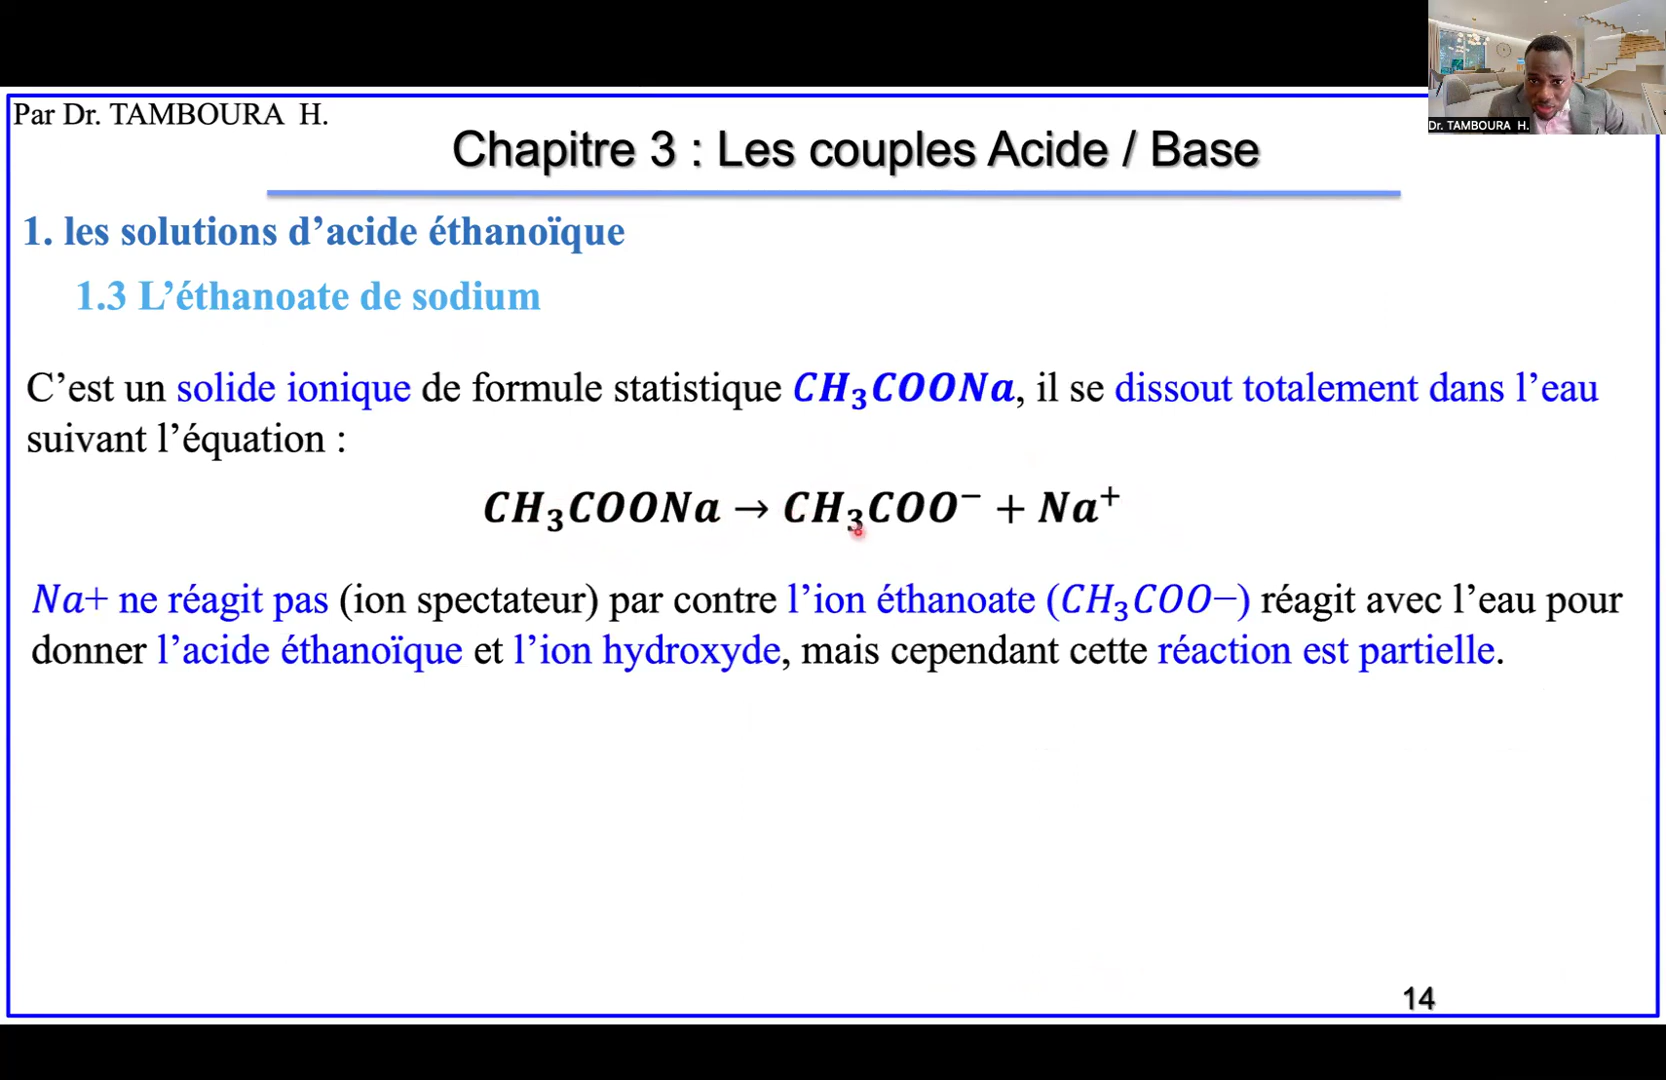 Par Dr. TAMBOURA H.
Dr. TAMBOURA H.
Chapitre 3 : Les couples Acide / Base
1. les solutions d’acide éthanoïque
1.3 L’éthanoate de sodium
C’est un solide ionique de formule statistique CH₃COONa, il se dissout totalement dans l’eau
suivant l’équation :
CH₃COONa → CH₃COO⁻ + Na⁺
Na+ ne réagit pas (ion spectateur) par contre l’ion éthanoate (CH₃COO−) réagit avec l’eau pour
donner l’acide éthanoïque et l’ion hydroxyde, mais cependant cette réaction est partielle.
14